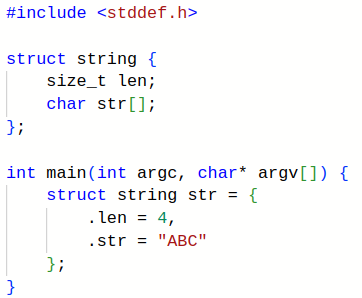 #include <stddef.h>
struct string {
    size_t len;
    char str[];
};
int main(int argc, char* argv[]) {
    struct string str = {
        .len = 4,
        .str = "ABC"
    };
}